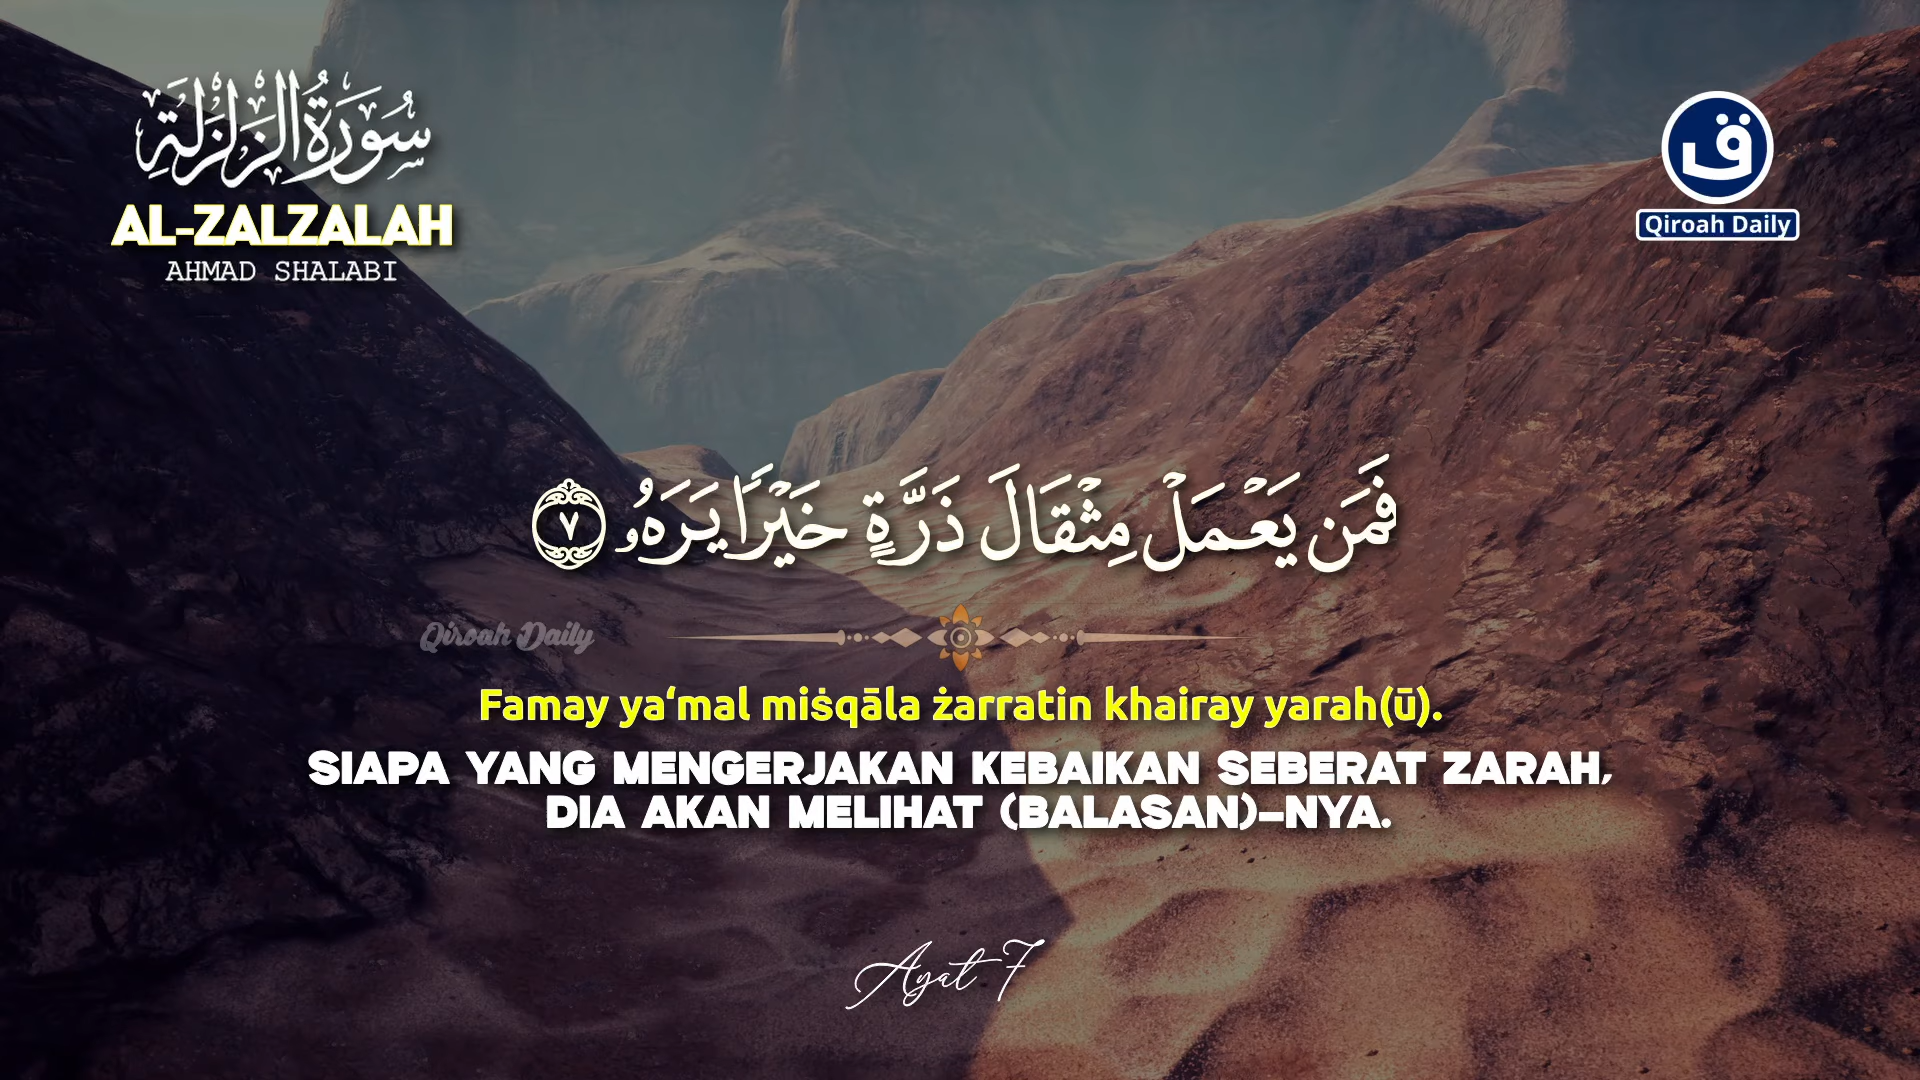 سُورَةُ الزَّلْزَلَةِ
AL-ZALZALAH
AHMAD SHALABI
ق
Qiroah Daily
فَمَن يَعْمَلْ مِثْقَالَ ذَرَّةٍ خَيْرًا يَرَهُۥ ٧
Qiroah Daily
Famay ya‘mal miṡqāla żarratin khairay yarah(ū).
SIAPA YANG MENGERJAKAN KEBAIKAN SEBERAT ZARAH,
DIA AKAN MELIHAT (BALASAN)-NYA.
Ayat 7